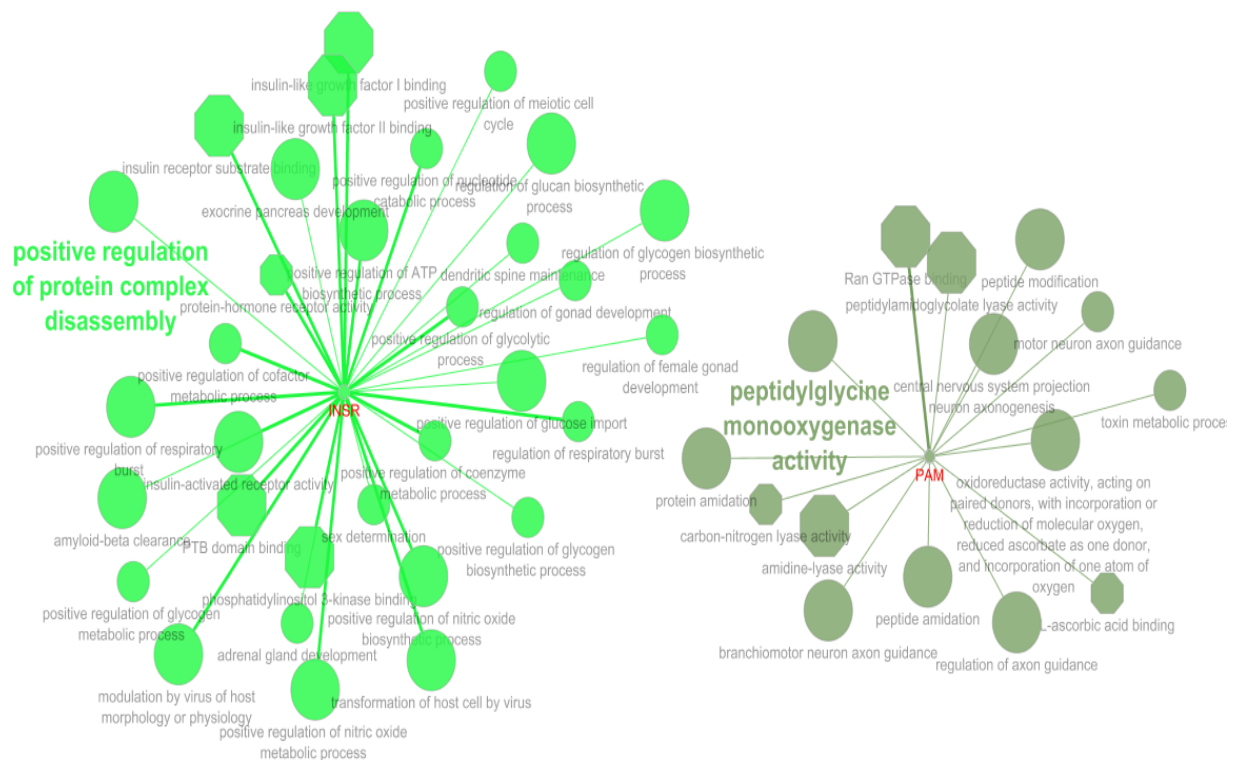 insulin-like growth factor I binding
positive regulation of meiotic cell
cycle
insulin-like growth factor II binding
insulin receptor substrate binding
positive regulation of nucleotide
catabolic process
regulation of glucan biosynthetic
process
exocrine pancreas development
positive regulation
of protein complex
disassembly
regulation of glycogen biosynthetic
process
positive regulation of ATP
biosynthetic process
dendritic spine maintenance
protein-hormone receptor activity
regulation of gonad development
positive regulation of glycolytic
process
regulation of female gonad
development
positive regulation of cofactor
metabolic process
INSR
positive regulation of glucose import
positive regulation of respiratory
burst
regulation of respiratory burst
positive regulation of coenzyme
metabolic process
insulin-activated receptor activity
amyloid-beta clearance
PTB domain binding
sex determination
positive regulation of glycogen
biosynthetic process
positive regulation of glycogen
metabolic process
phosphatidylinositol 3-kinase binding
positive regulation of nitric oxide
biosynthetic process
adrenal gland development
modulation by virus of host
morphology or physiology
transformation of host cell by virus
positive regulation of nitric oxide
metabolic process
Ran GTPase binding
peptide modification
peptidylamidoglycolate lyase activity
motor neuron axon guidance
peptidylglycine
monooxygenase
activity
central nervous system projection
neuron axonogenesis
toxin metabolic proce
PAM
protein amidation
oxidoreductase activity, acting on
paired donors, with incorporation or
reduction of molecular oxygen,
reduced ascorbate as one donor,
and incorporation of one atom of
oxygen
carbon-nitrogen lyase activity
amidine-lyase activity
peptide amidation
L-ascorbic acid binding
branchiomotor neuron axon guidance
regulation of axon guidance